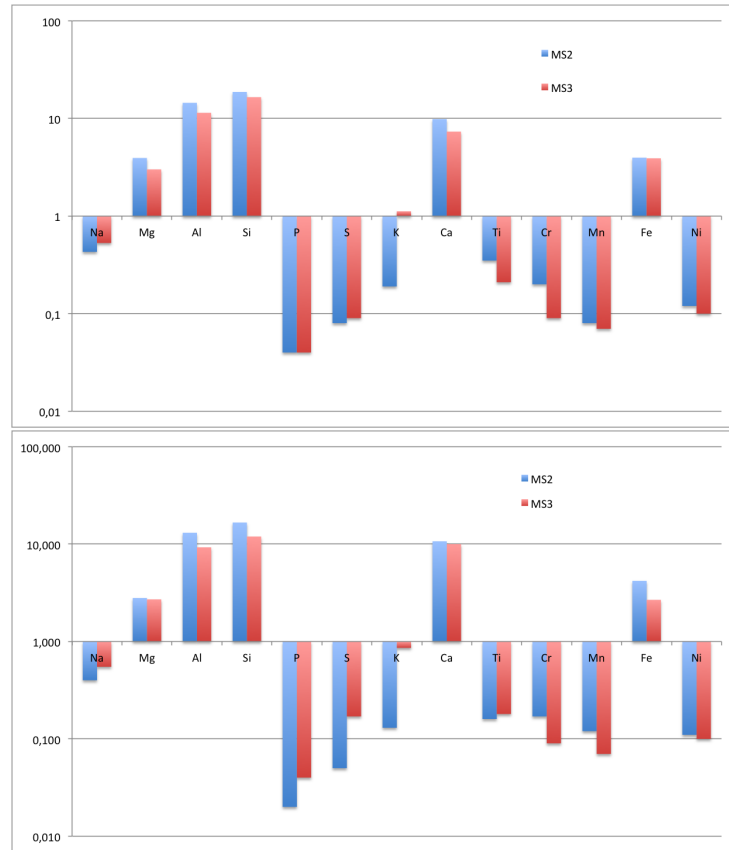 100
10
1
0,1
0,01
MS2
MS3
Na Mg Al Si P S K Ca Ti Cr Mn Fe Ni
100,000
10,000
1,000
0,100
0,010
MS2
MS3
Na Mg Al Si P S K Ca Ti Cr Mn Fe Ni